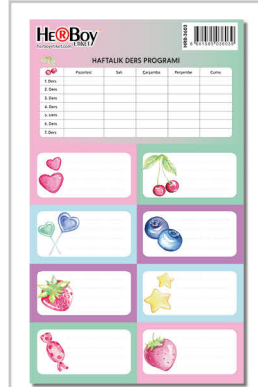 HERBOY
ETİKET
herboyetiket.com
HRB-3603
HAFTALIK DERS PROGRAMI
Pazartesi Salı Çarşamba Perşembe Cuma
1. Ders
2. Ders
3. Ders
4. Ders
5. Ders
6. Ders
7. Ders